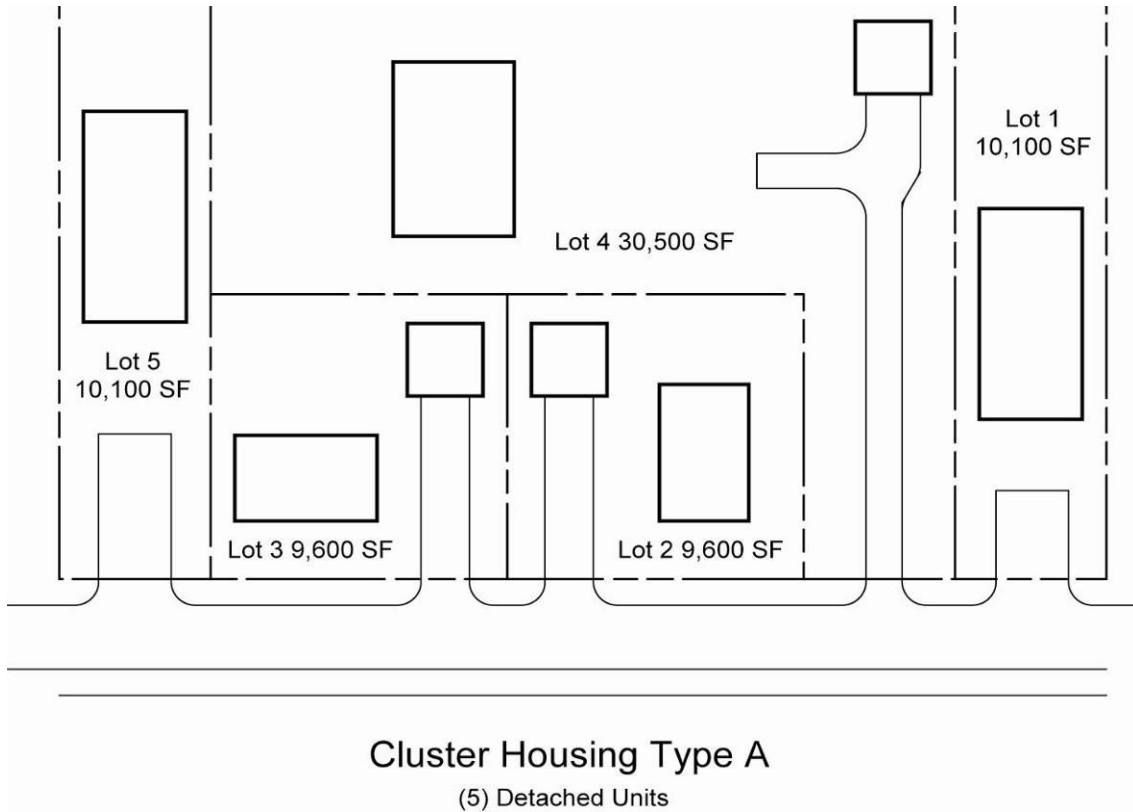 Lot 1
10,100 SF
Lot 4 30,500 SF
Lot 5
10,100 SF
Lot 3 9,600 SF
Lot 2 9,600 SF
Cluster Housing Type A
(5) Detached Units